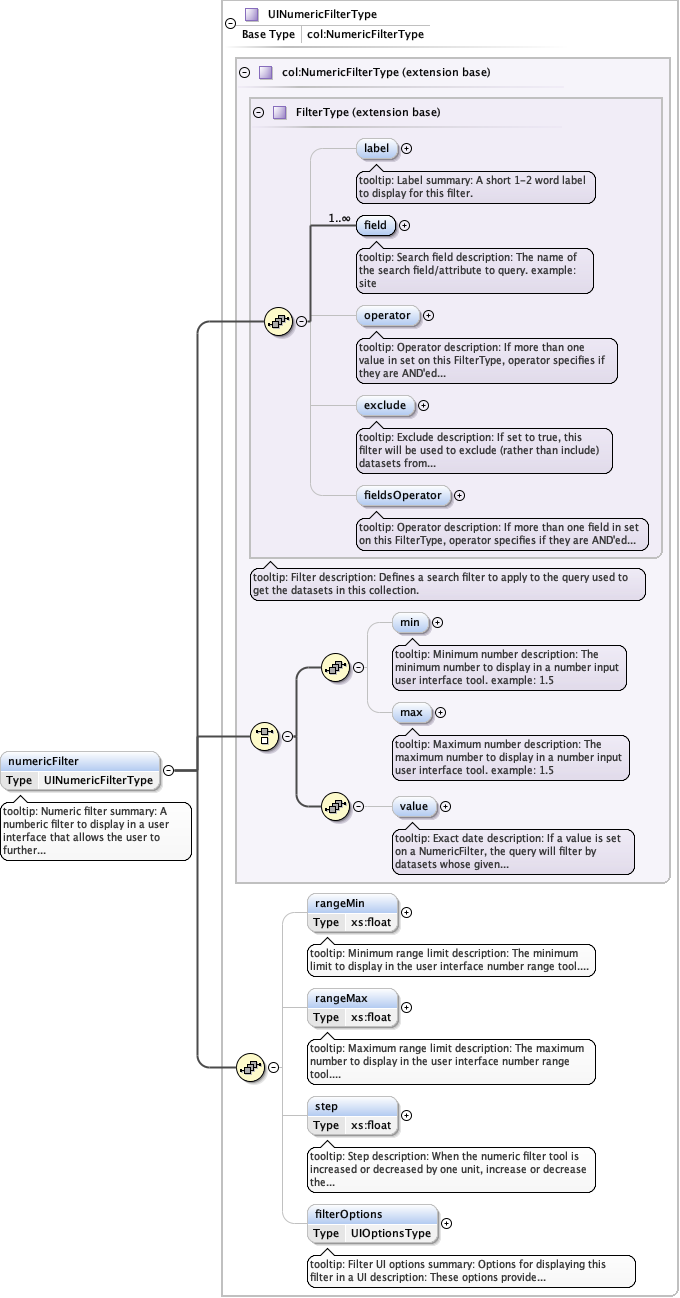 UINumericFilterType
Base Type col:NumericFilterType
col:NumericFilterType (extension base)
FilterType (extension base)
label
tooltip: Label summary: A short 1-2 word label
to display for this filter.
1..∞
field
tooltip: Search field description: The name of
the search field/attribute to query. example:
site
operator
tooltip: Operator description: If more than one
value in set on this FilterType, operator specifies if
they are AND'ed...
exclude
tooltip: Exclude description: If set to true, this
filter will be used to exclude (rather than include)
datasets from...
fieldsOperator
tooltip: Operator description: If more than one field in set
on this FilterType, operator specifies if they are AND'ed...
tooltip: Filter description: Defines a search filter to apply to the query used to
get the datasets in this collection.
min
tooltip: Minimum number description: The
minimum number to display in a number input
user interface tool. example: 1.5
max
tooltip: Maximum number description: The
maximum number to display in a number input
user interface tool. example: 1.5
numericFilter
Type UINumericFilterType
tooltip: Numeric filter summary: A
numberic filter to display in a user
interface that allows the user to
further...
value
tooltip: Exact date description: If a value is set
on a NumericFilter, the query will filter by
datasets whose given...
rangeMin
Type xs:float
tooltip: Minimum range limit description: The minimum
limit to display in the user interface number range tool....
rangeMax
Type xs:float
tooltip: Maximum range limit description: The maximum
number to display in the user interface number range
tool....
step
Type xs:float
tooltip: Step description: When the numeric filter tool is
increased or decreased by one unit, increase or decrease
the...
filterOptions
Type UIOptionsType
tooltip: Filter UI options summary: Options for displaying this
filter in a UI description: These options provide...